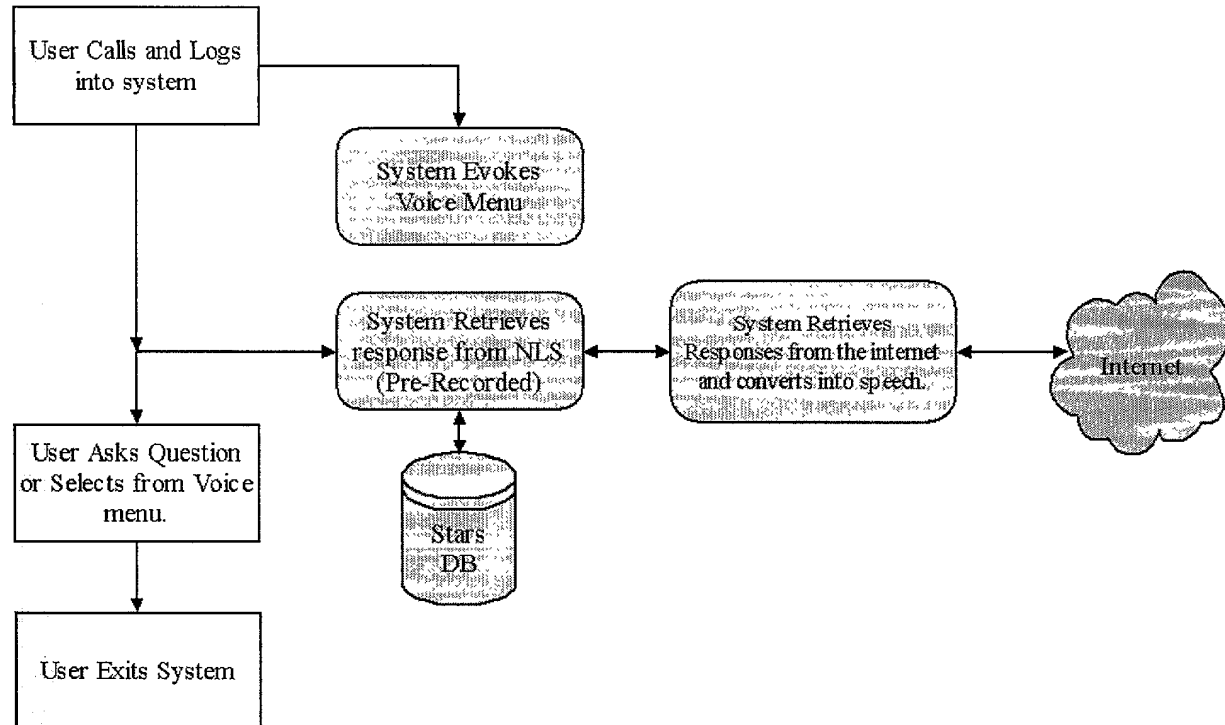 User Calls and Logs
into system
System Evokes
Voice Menu
System Retrieves
response from NLS
(Pre-Recorded)
System Retrieves
Responses from the internet
and converts into speech.
Internet
User Asks Question
or Selects from Voice
menu.
Stars
DB
User Exits System